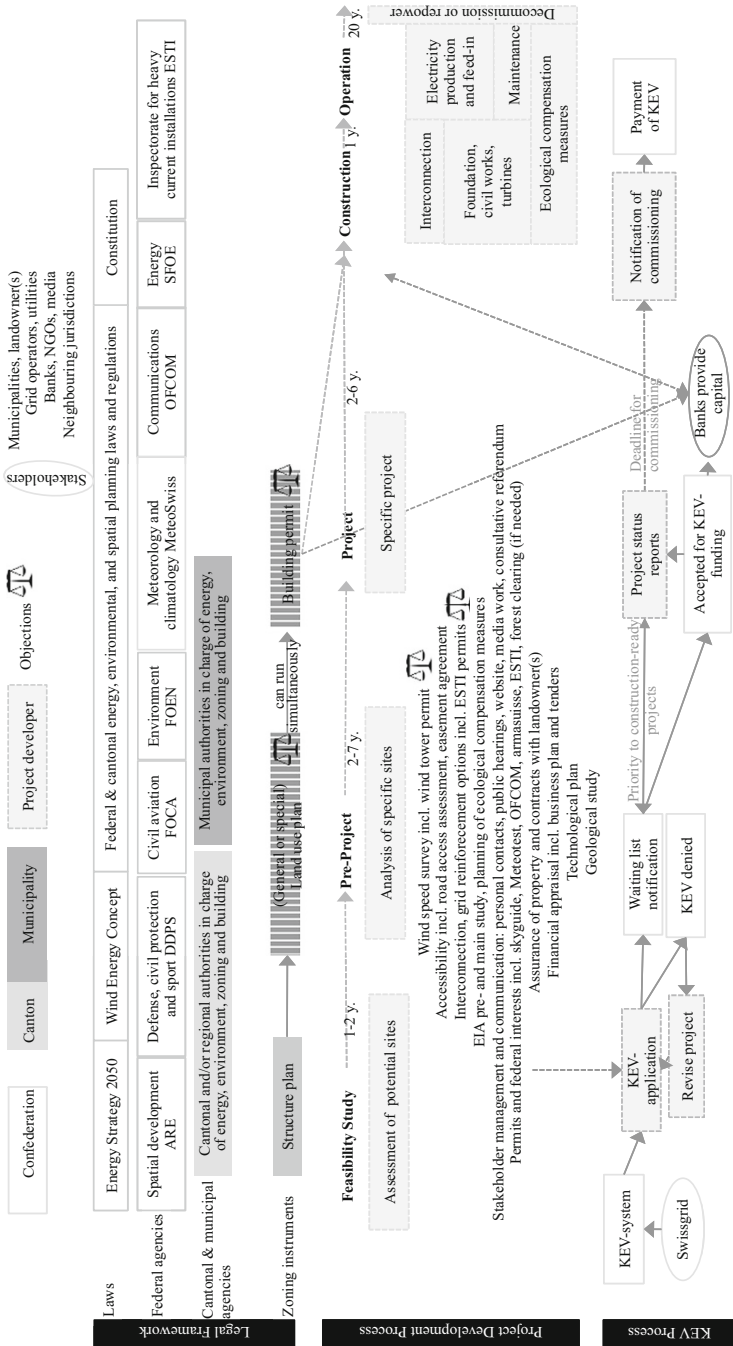 Confederation
Canton
Municipality
Project developer
Objections
Stakeholders
Municipalities, landowner(s)
Grid operators, utilities
Banks, NGOs, media
Neighbouring jurisdictions
Legal Framework
Laws
Energy Strategy 2050
Wind Energy Concept
Federal & cantonal energy, environmental, and spatial planning laws and regulations
Constitution
Federal agencies
Spatial development
ARE
Defense, civil protection
and sport DDPS
Civil aviation
FOCA
Environment
FOEN
Meteorology and
climatology MeteoSwiss
Communications
OFCOM
Energy
SFOE
Inspectorate for heavy
current installations ESTI
Cantonal & municipal
agencies
Cantonal and/or regional authorities in charge
of energy, environment, zoning and building
Municipal authorities in charge of energy,
environment, zoning and building
Zoning instruments
Structure plan
(General or special)
Land use plan
can run
simultaneously
Building permit
Project Development Process
Feasibility Study
1-2 y.
Pre-Project
2-7 y.
Project
2-6 y.
Construction
1 y.
Operation
20 y.
Assessment of potential sites
Analysis of specific sites
Specific project
Interconnection
Foundation,
civil works,
turbines
Electricity
production
and feed-in
Maintenance
Ecological compensation
measures
Decommission or repower
Wind speed survey incl. wind tower permit
Accessibility incl. road access assessment, easement agreement
Interconnection, grid reinforecement options incl. ESTI permits
EIA pre- and main study, planning of ecological compensation measures
Stakeholder management and communication: personal contacts, public hearings, website, media work, consultative referendum
Permits and federal interests incl. skyguide, Meteotest, OFCOM, armasuisse, ESTI, forest clearing (if needed)
Assurance of property and contracts with landowner(s)
Financial appraisal incl. business plan and tenders
Technological plan
Geological study
KEV Process
KEV-system
Swissgrid
KEV-
application
Revise project
Waiting list
notification
KEV denied
Priority to construction-ready
projects
Project status
reports
Accepted for KEV-
funding
Deadline for
commissioning
Banks provide
capital
Notification of
commissioning
Payment
of KEV